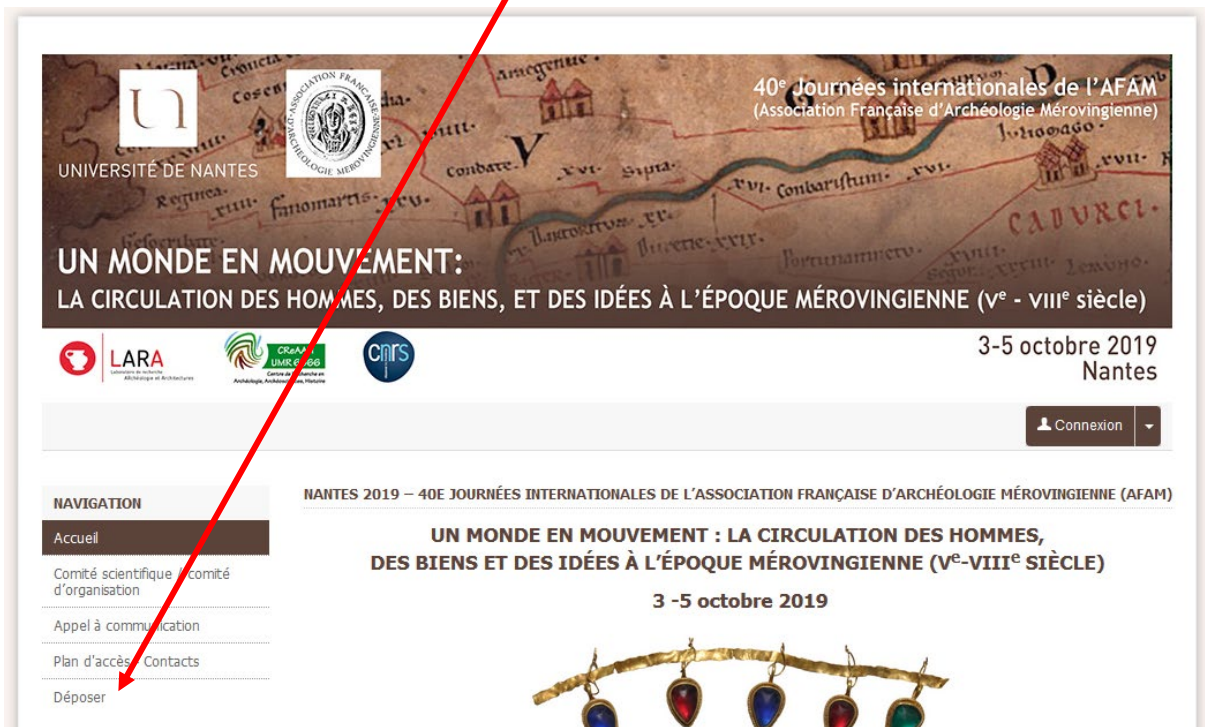 UNIVERSITÉ DE NANTES
40e Journées internationales de l'AFAM
(Association Française d'Archéologie Mérovingienne)
UN MONDE EN MOUVEMENT:
LA CIRCULATION DES HOMMES, DES BIENS, ET DES IDÉES À L'ÉPOQUE MÉROVINGIENNE (Ve - VIIIe siècle)
LARA
CReAAH
UMR 6566
cnrs
3-5 octobre 2019
Nantes
Connexion
NAVIGATION
Accueil
Comité scientifique / comité
d'organisation
Appel à communication
Plan d'accès / Contacts
Déposer
NANTES 2019 – 40E JOURNÉES INTERNATIONALES DE L'ASSOCIATION FRANÇAISE D'ARCHÉOLOGIE MÉROVINGIENNE (AFAM)
UN MONDE EN MOUVEMENT : LA CIRCULATION DES HOMMES,
DES BIENS ET DES IDÉES À L'ÉPOQUE MÉROVINGIENNE (Ve-VIIIe SIÈCLE)
3 -5 octobre 2019